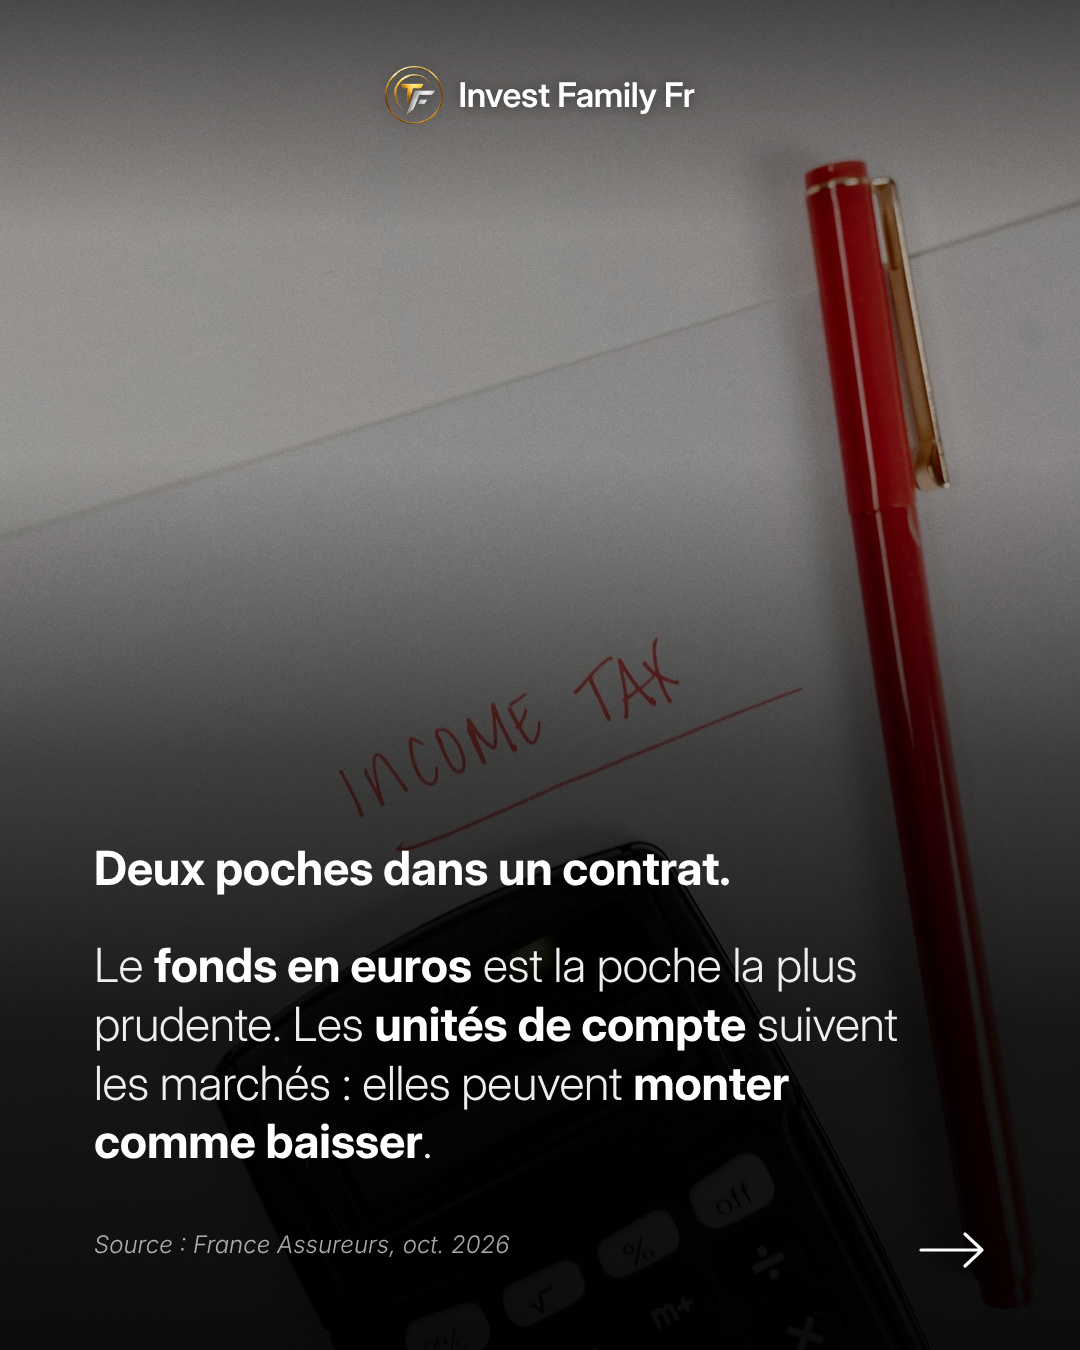 Invest Family Fr
INCOME TAX
Deux poches dans un contrat.
Le fonds en euros est la poche la plus
prudente. Les unités de compte suivent
les marchés : elles peuvent monter
comme baisser.
Source : France Assureurs, oct. 2026
off
%
÷
√
m+
×